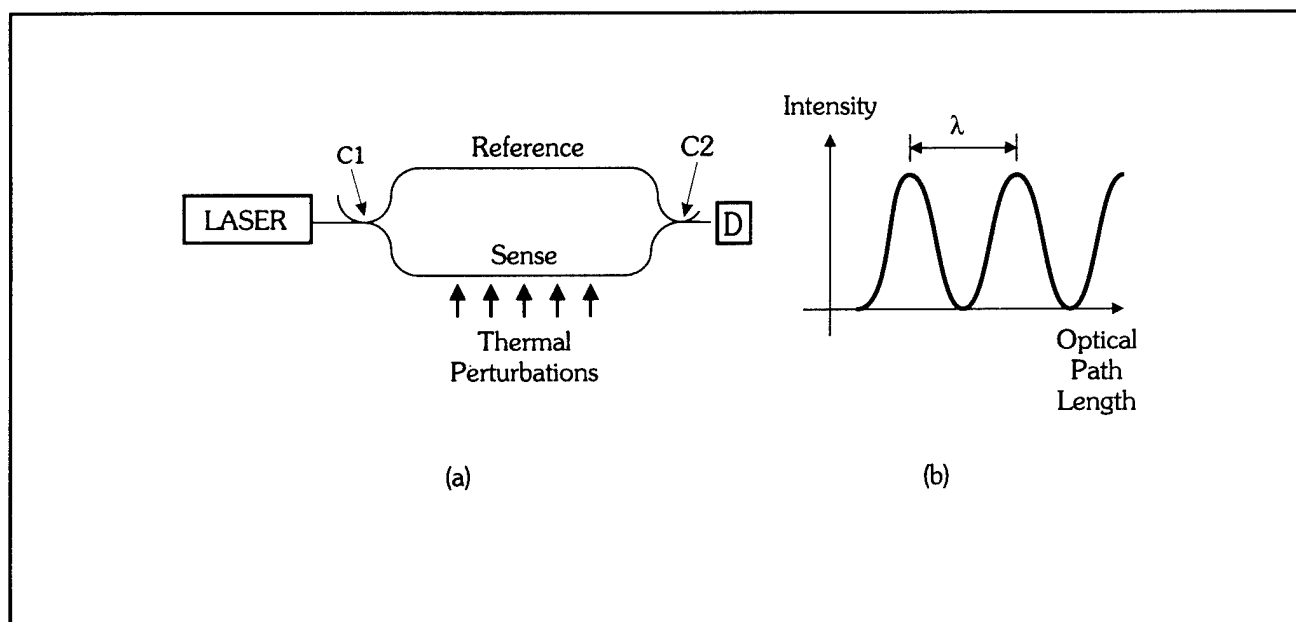 C1
Reference
C2
LASER
D
Sense
Thermal
Perturbations
(a)
Intensity
λ
Optical
Path
Length
(b)